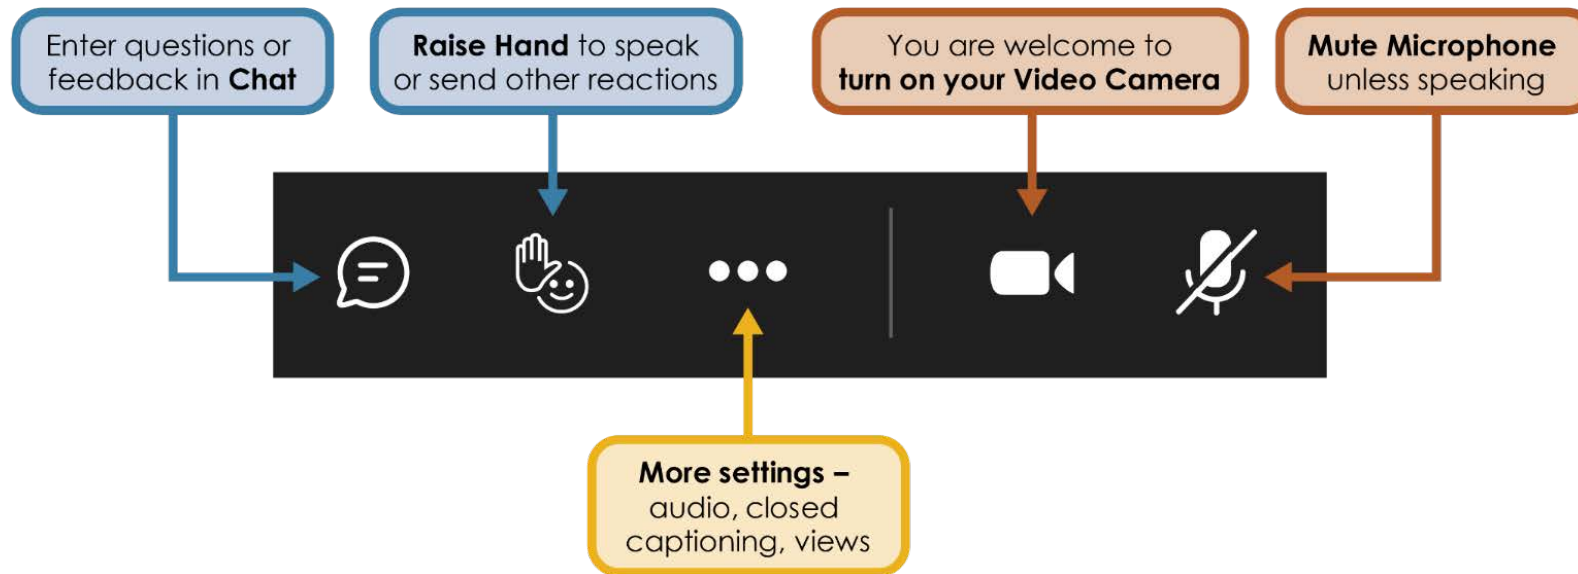 Enter questions or
feedback in Chat
Raise Hand to speak
or send other reactions
You are welcome to
turn on your Video Camera
Mute Microphone
unless speaking
More settings –
audio, closed
captioning, views